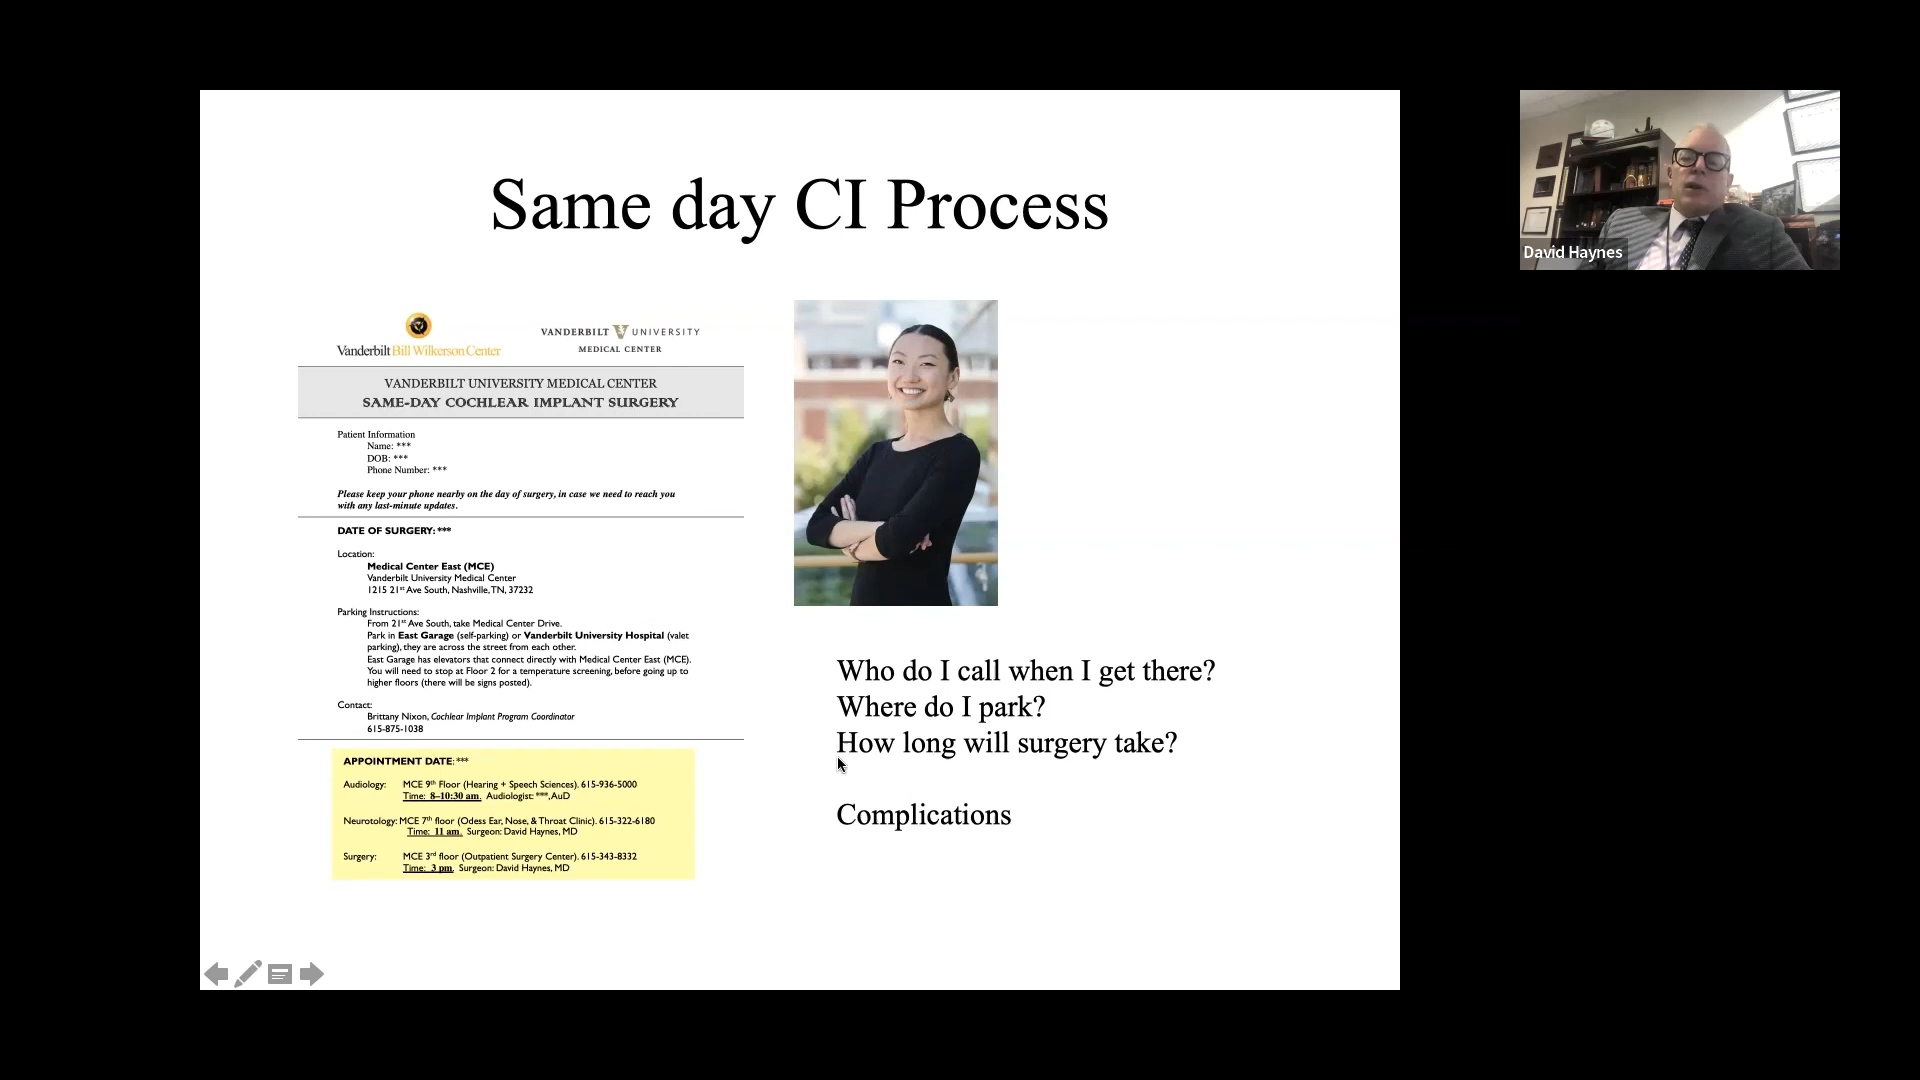 Same day CI Process
Vanderbilt Bill Wilkerson Center
VANDERBILT UNIVERSITY
MEDICAL CENTER
VANDERBILT UNIVERSITY MEDICAL CENTER
SAME-DAY COCHLEAR IMPLANT SURGERY
Patient Information
Name: ***
DOB: ***
Phone Number: ***
Please keep your phone nearby on the day of surgery, in case we need to reach you
with any last-minute updates.
DATE OF SURGERY: ***
Location:
Medical Center East (MCE)
Vanderbilt University Medical Center
1215 21st Ave South, Nashville, TN, 37232
Parking Instructions:
From 21st Ave South, take Medical Center Drive.
Park in East Garage (self-parking) or Vanderbilt University Hospital (valet
parking), they are across the street from each other.
East Garage has elevators that connect directly with Medical Center East (MCE).
You will need to stop at Floor 2 for a temperature screening, before going up to
higher floors (there will be signs posted).
Contact:
Brittany Nixon, Cochlear Implant Program Coordinator
615-875-1038
APPOINTMENT DATE: ***
Audiology: MCE 9th Floor (Hearing + Speech Sciences). 615-936-5000
Time: 8–10:30 am. Audiologist: ***, AuD
Neurotology: MCE 7th floor (Odess Ear, Nose, & Throat Clinic). 615-322-6180
Time: 11 am. Surgeon: David Haynes, MD
Surgery: MCE 3rd floor (Outpatient Surgery Center). 615-343-8332
Time: 3 pm. Surgeon: David Haynes, MD
Who do I call when I get there?
Where do I park?
How long will surgery take?
Complications
David Haynes